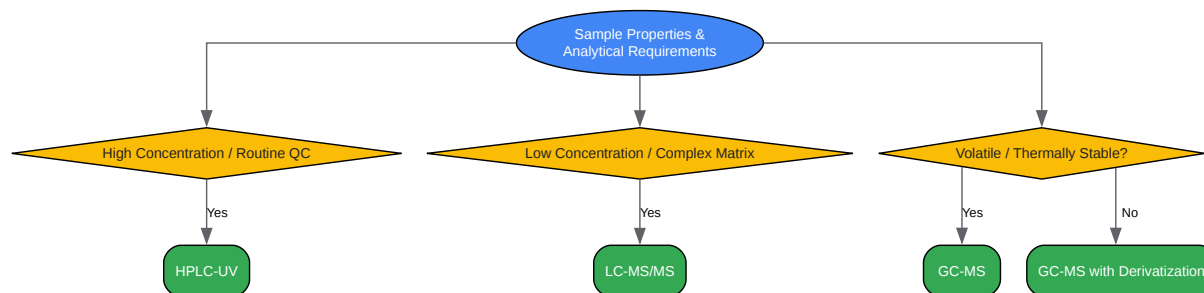 Sample Properties &
Analytical Requirements
High Concentration / Routine QC
Low Concentration / Complex Matrix
Volatile / Thermally Stable?
Yes
Yes
Yes
No
HPLC-UV
LC-MS/MS
GC-MS
GC-MS with Derivatization